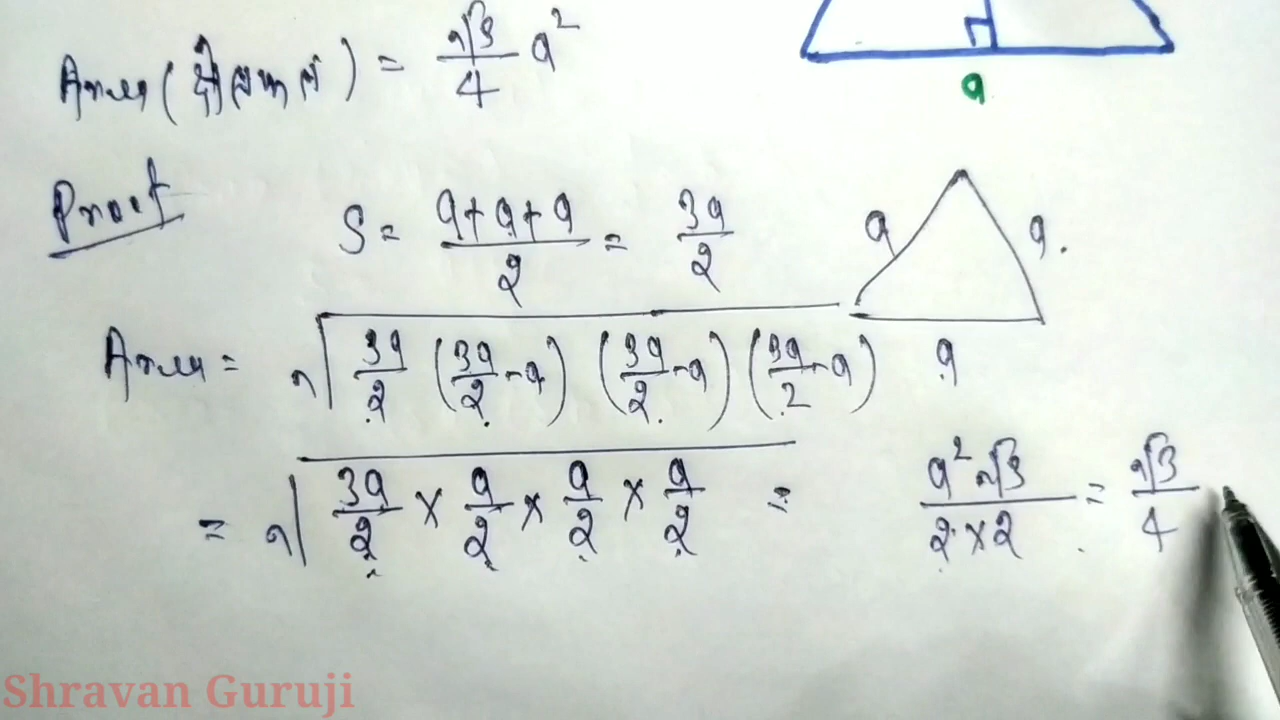 Area ( ) = √3/4 a²
a
Proof
S = a+a+a/2 = 3a/2
a
a.
Area = √(3a/2 (3a/2 - a) (3a/2 - a) (3a/2 - a))
a
= √(3a/2 × a/2 × a/2 × a/2) = a²√3/2×2 = √3/4
Shravan Guruji